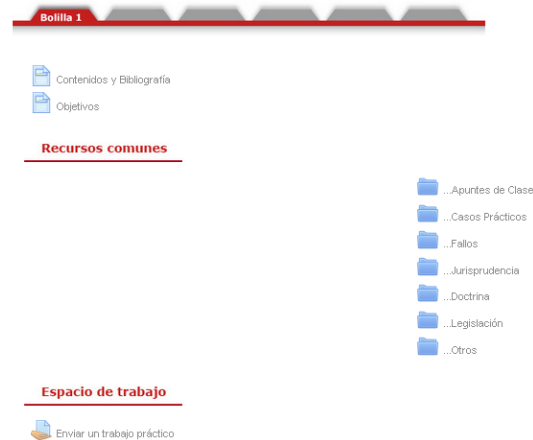 Bolilla 1
Contenidos y Bibliografía
Objetivos
Recursos comunes
...Apuntes de Clase
...Casos Prácticos
...Fallos
...Jurisprudencia
...Doctrina
...Legislación
...Otros
Espacio de trabajo
Enviar un trabajo práctico